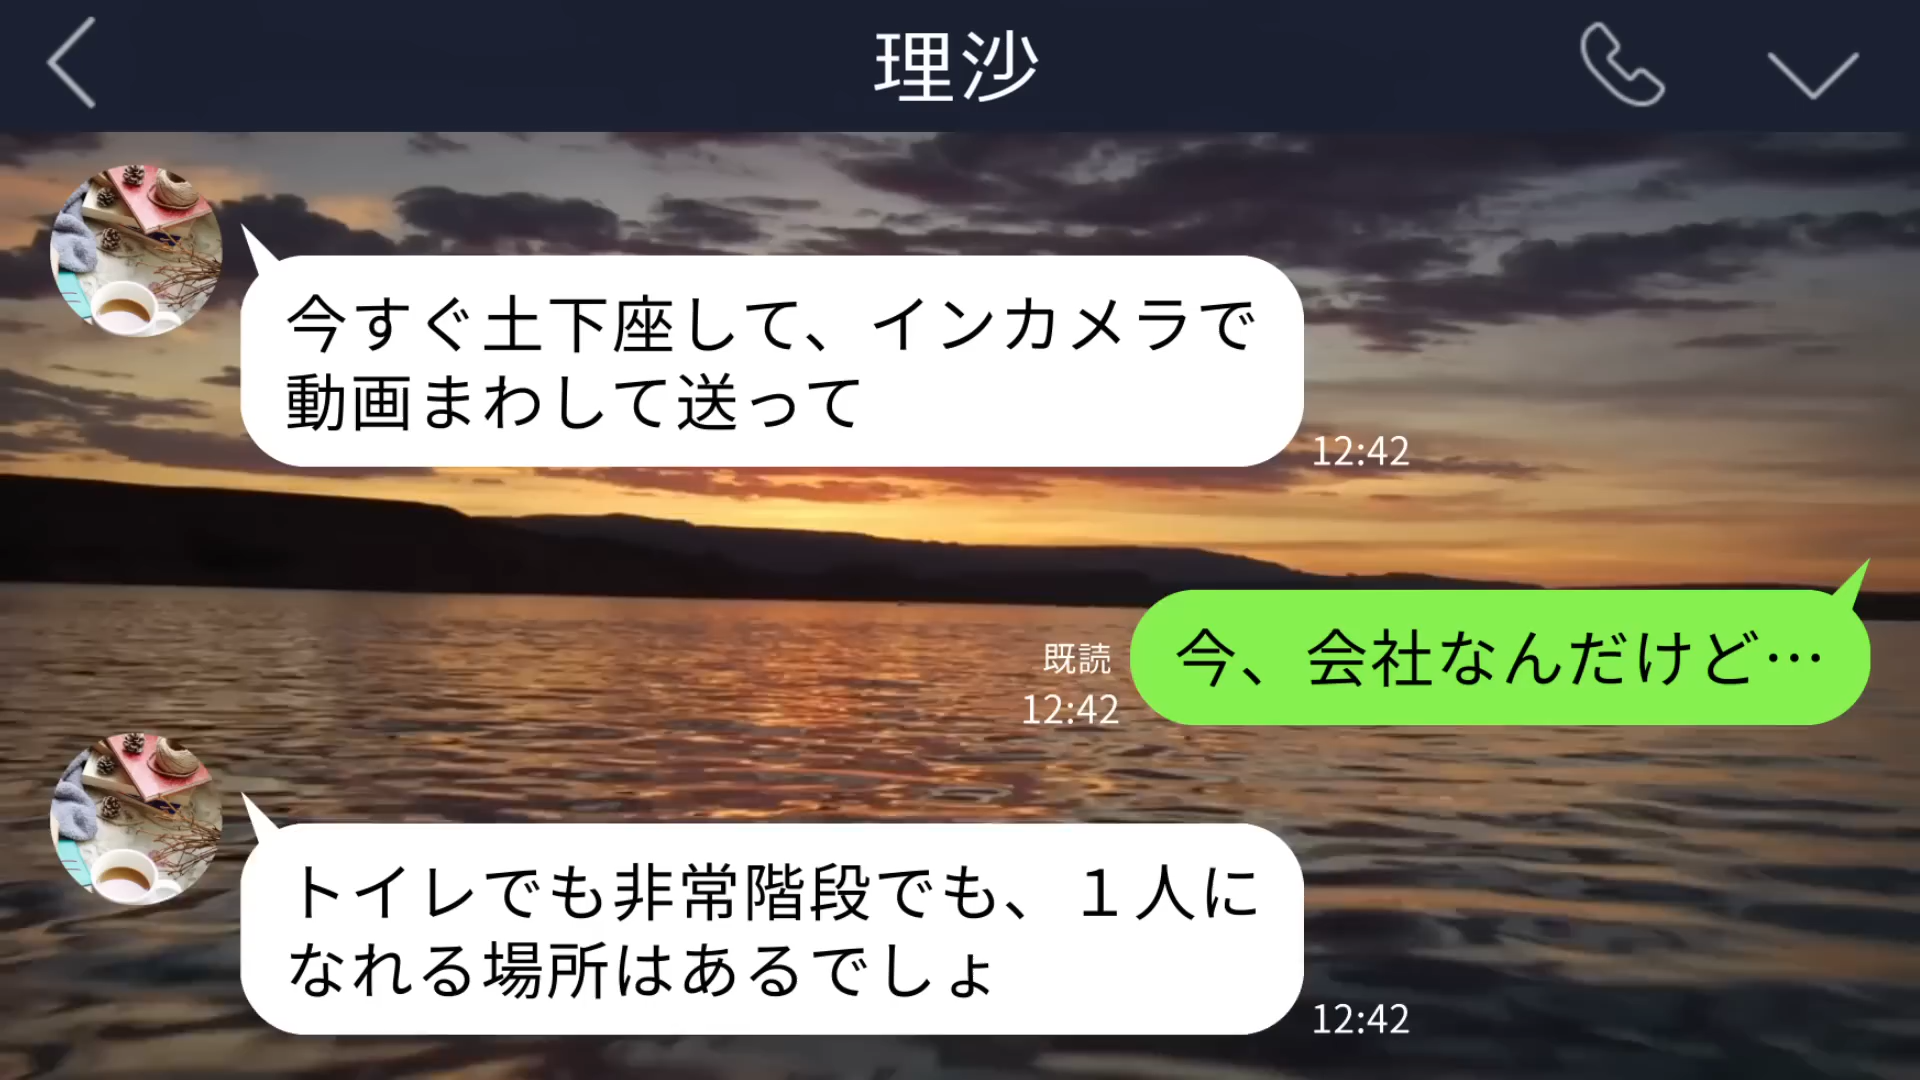 理沙
今すぐ土下座して、インカメラで
動画まわして送って
12:42
今、会社なんだけど…
既読
12:42
トイレでも非常階段でも、１人に
なれる場所はあるでしょ
12:42